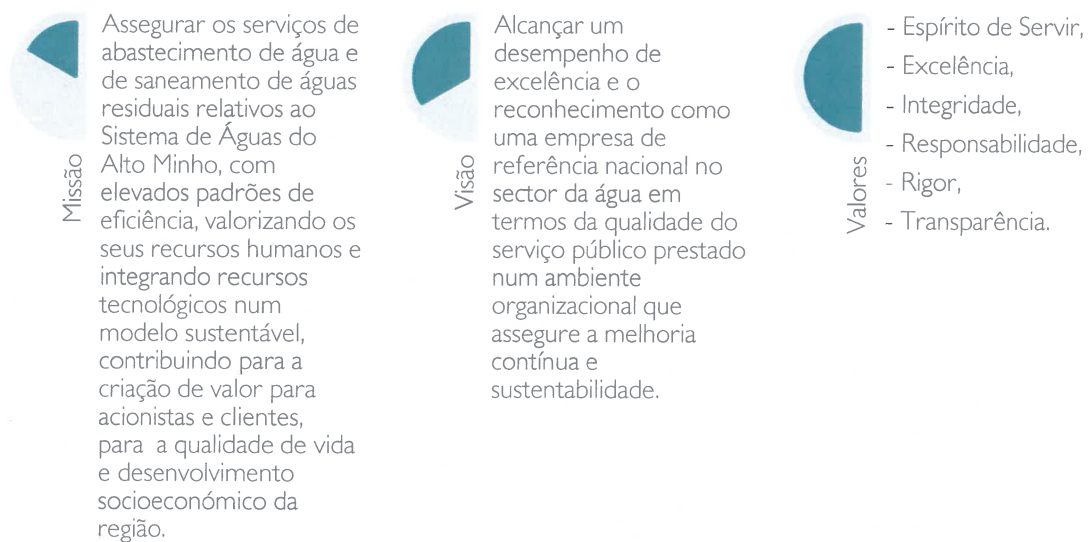 Missão
Assegurar os serviços de
abastecimento de água e
de saneamento de águas
residuais relativos ao
Sistema de Águas do
Alto Minho, com
elevados padrões de
eficiência, valorizando os
seus recursos humanos e
integrando recursos
tecnológicos num
modelo sustentável,
contribuindo para a
criação de valor para
acionistas e clientes,
para a qualidade de vida
e desenvolvimento
socioeconómico da
região.
Visão
Alcançar um
desempenho de
excelência e o
reconhecimento como
uma empresa de
referência nacional no
sector da água em
termos da qualidade do
serviço público prestado
num ambiente
organizacional que
assegure a melhoria
contínua e
sustentabilidade.
Valores
- Espírito de Servir,
- Excelência,
- Integridade,
- Responsabilidade,
- Rigor,
- Transparência.